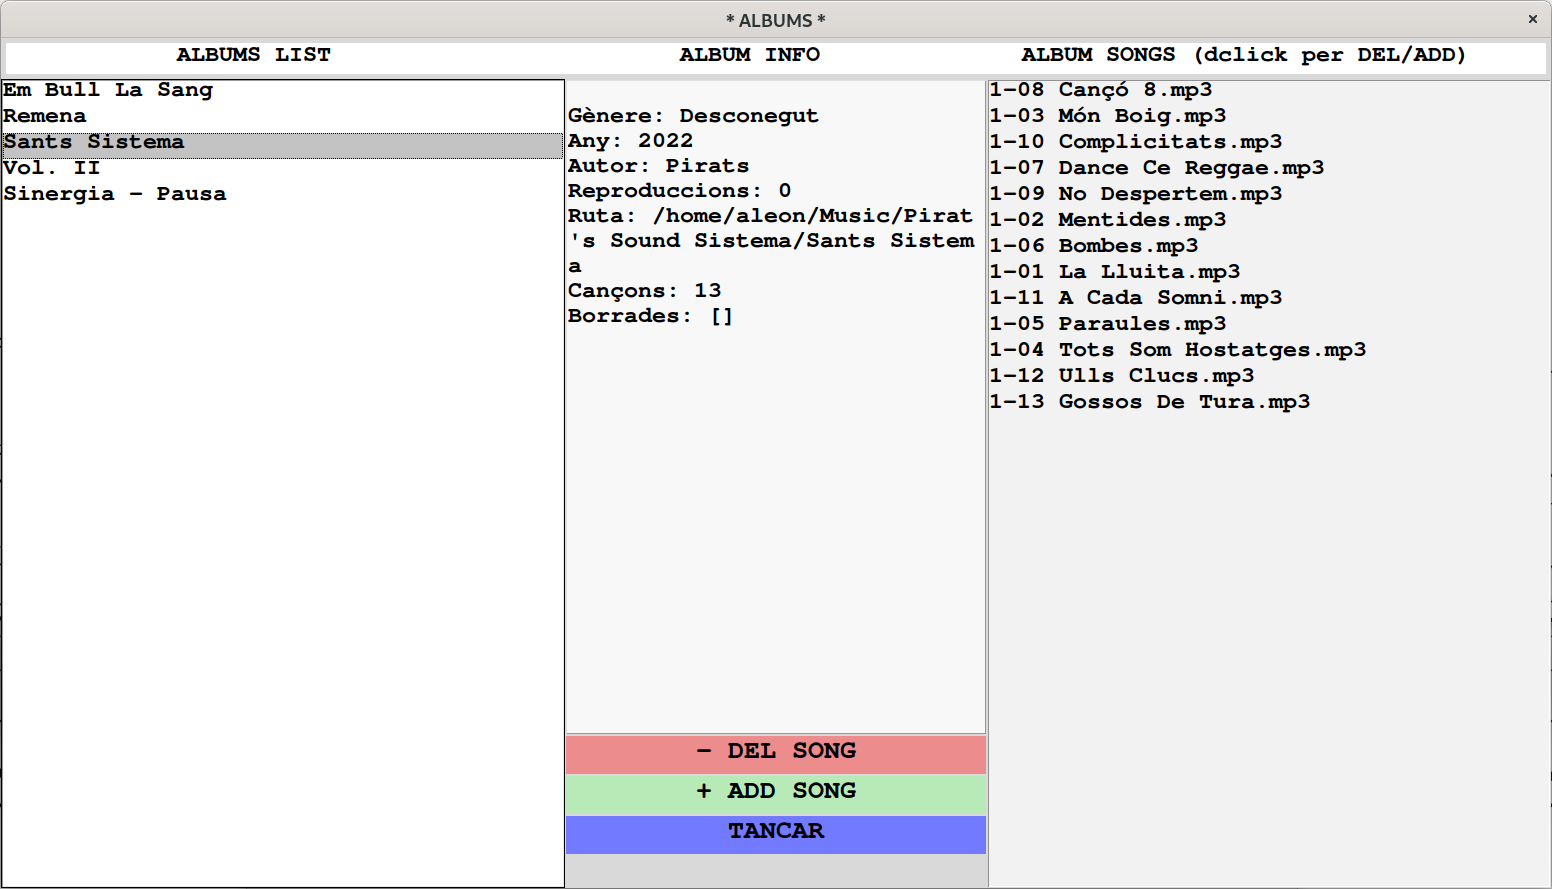 * ALBUMS *
×
ALBUMS LIST
ALBUM INFO
ALBUM SONGS (dclick per DEL/ADD)
Em Bull La Sang
Remena
Sants Sistema
Vol. II
Sinergia - Pausa
Gènere: Desconegut
Any: 2022
Autor: Pirats
Reproduccions: 0
Ruta: /home/aleon/Music/Pirat
's Sound Sistema/Sants Sistem
a
Cançons: 13
Borrades: []
- DEL SONG
+ ADD SONG
TANCAR
1-08 Cançó 8.mp3
1-03 Món Boig.mp3
1-10 Complicitats.mp3
1-07 Dance Ce Reggae.mp3
1-09 No Despertem.mp3
1-02 Mentides.mp3
1-06 Bombes.mp3
1-01 La Lluita.mp3
1-11 A Cada Somni.mp3
1-05 Paraules.mp3
1-04 Tots Som Hostatges.mp3
1-12 Ulls Clucs.mp3
1-13 Gossos De Tura.mp3